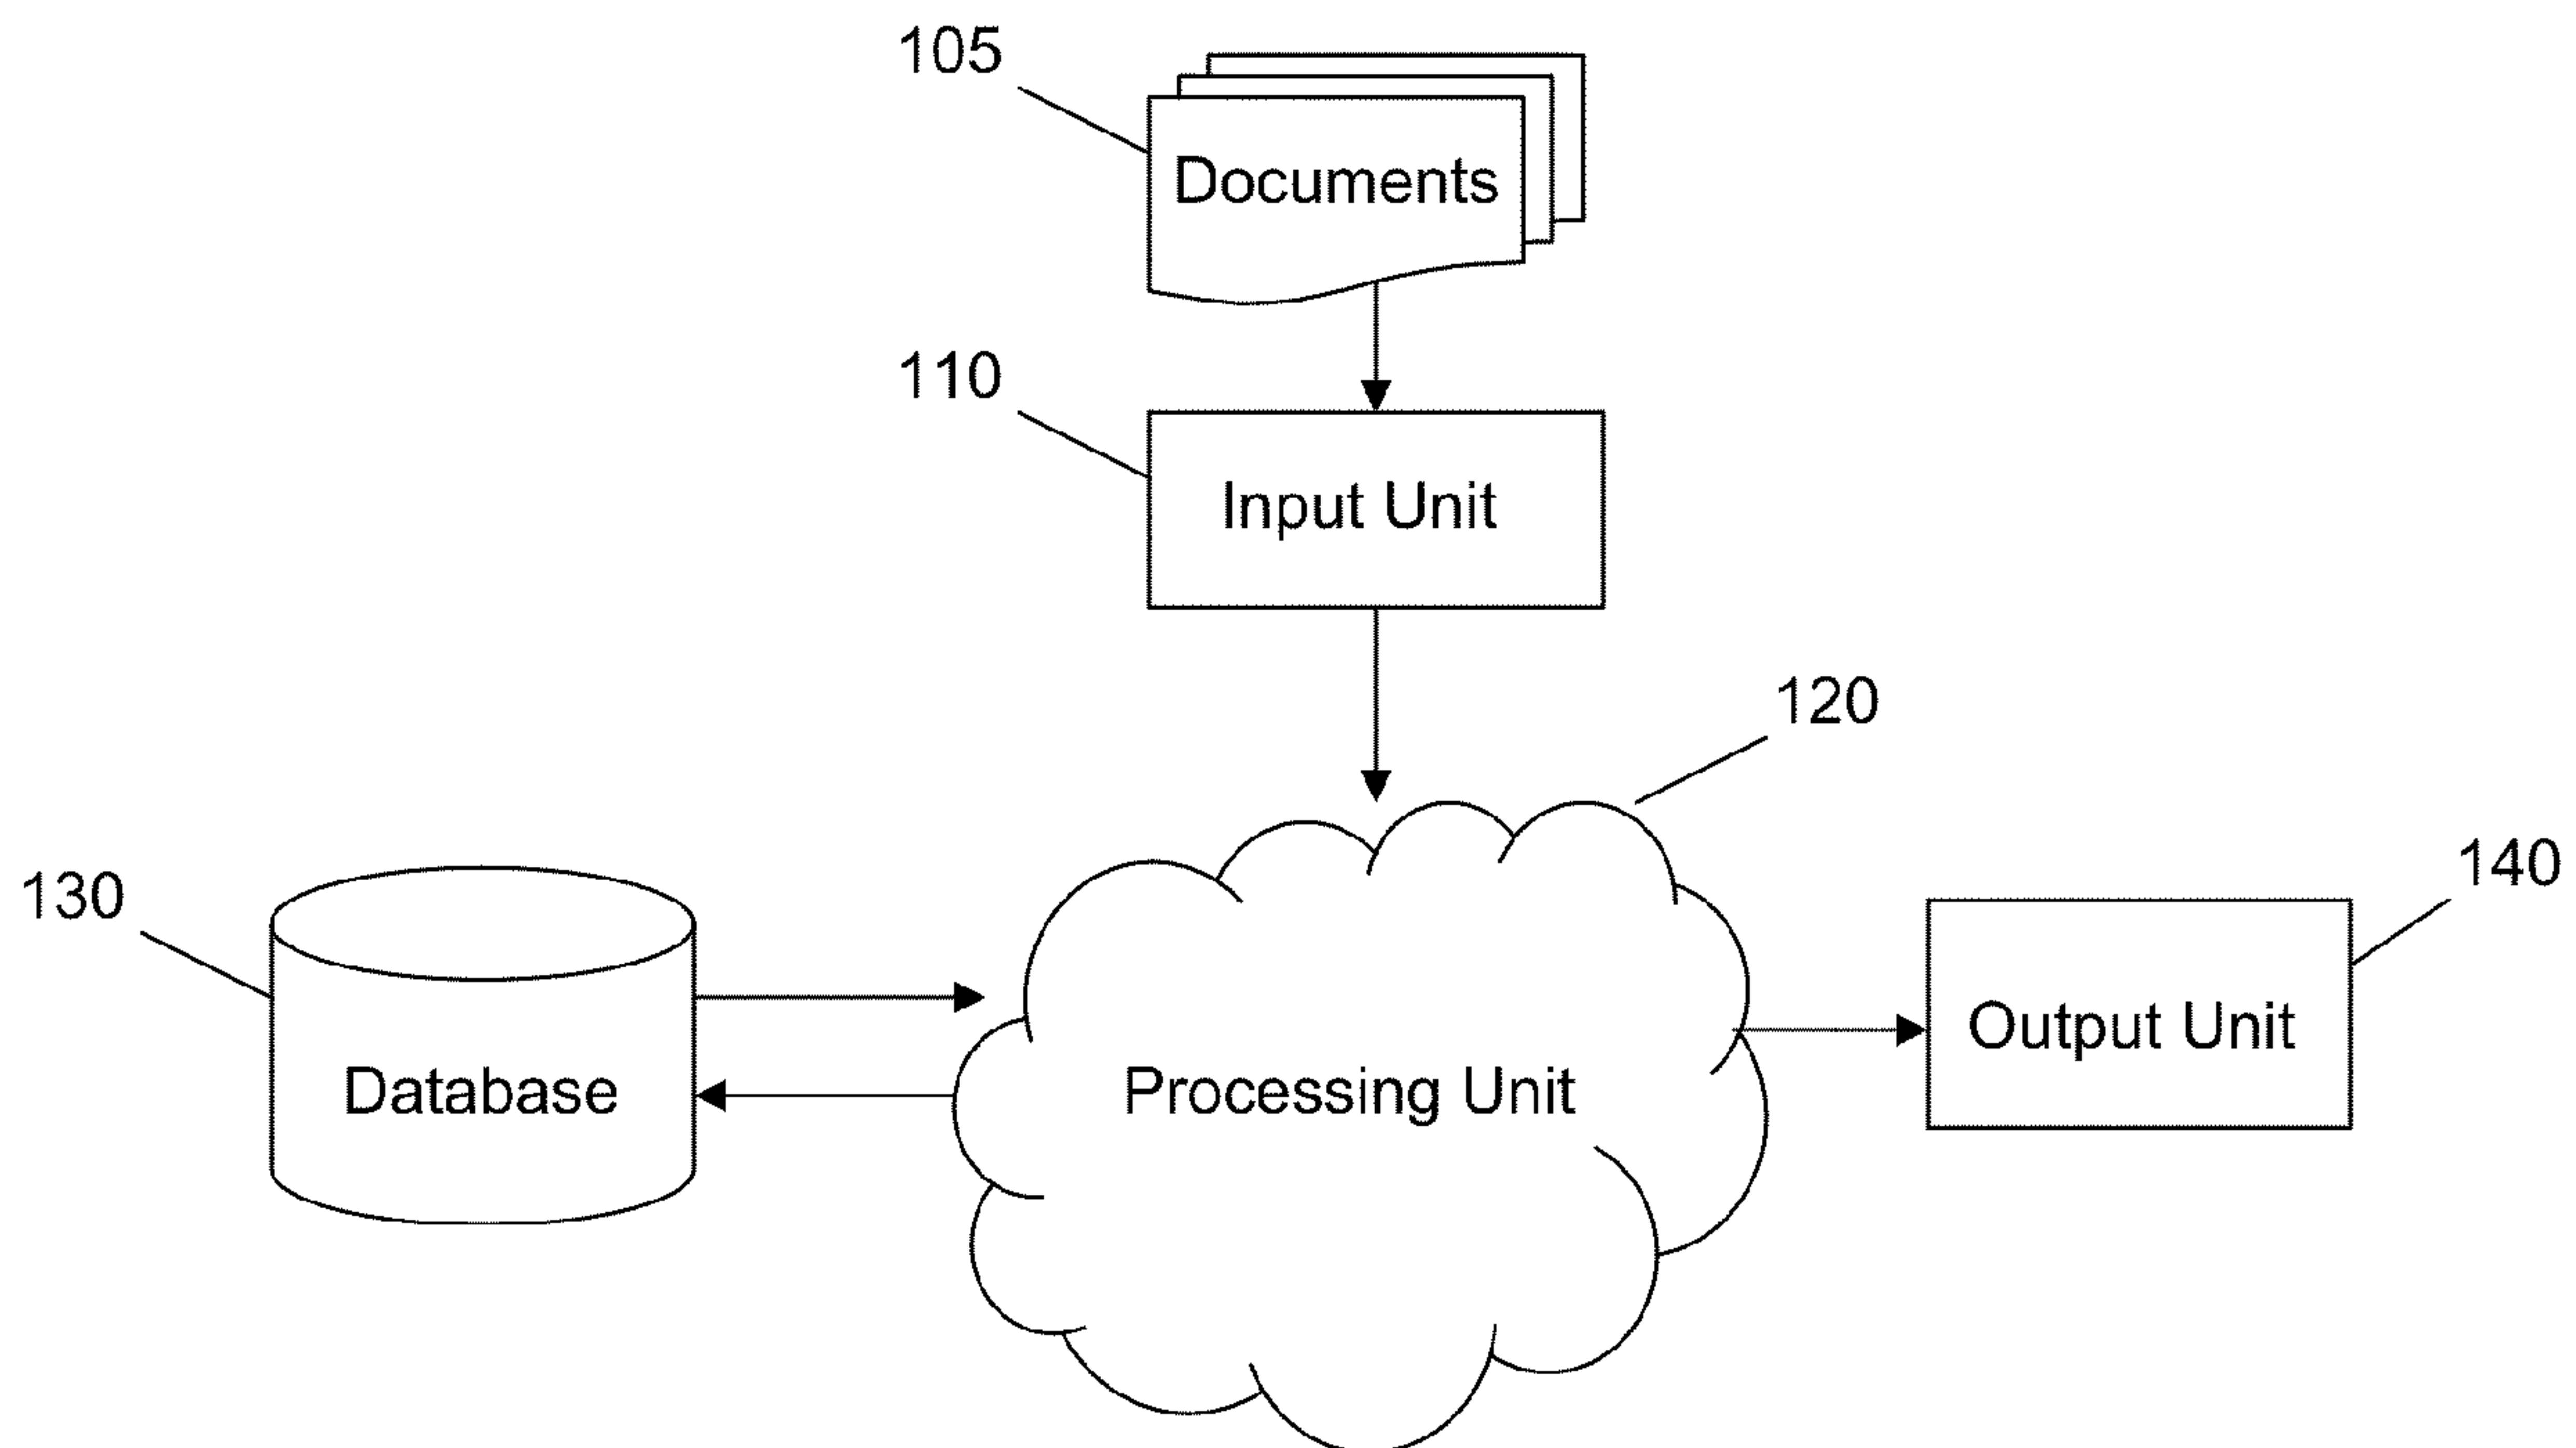 105
Documents
110
Input Unit
120
130
140
Output Unit
Database
Processing Unit